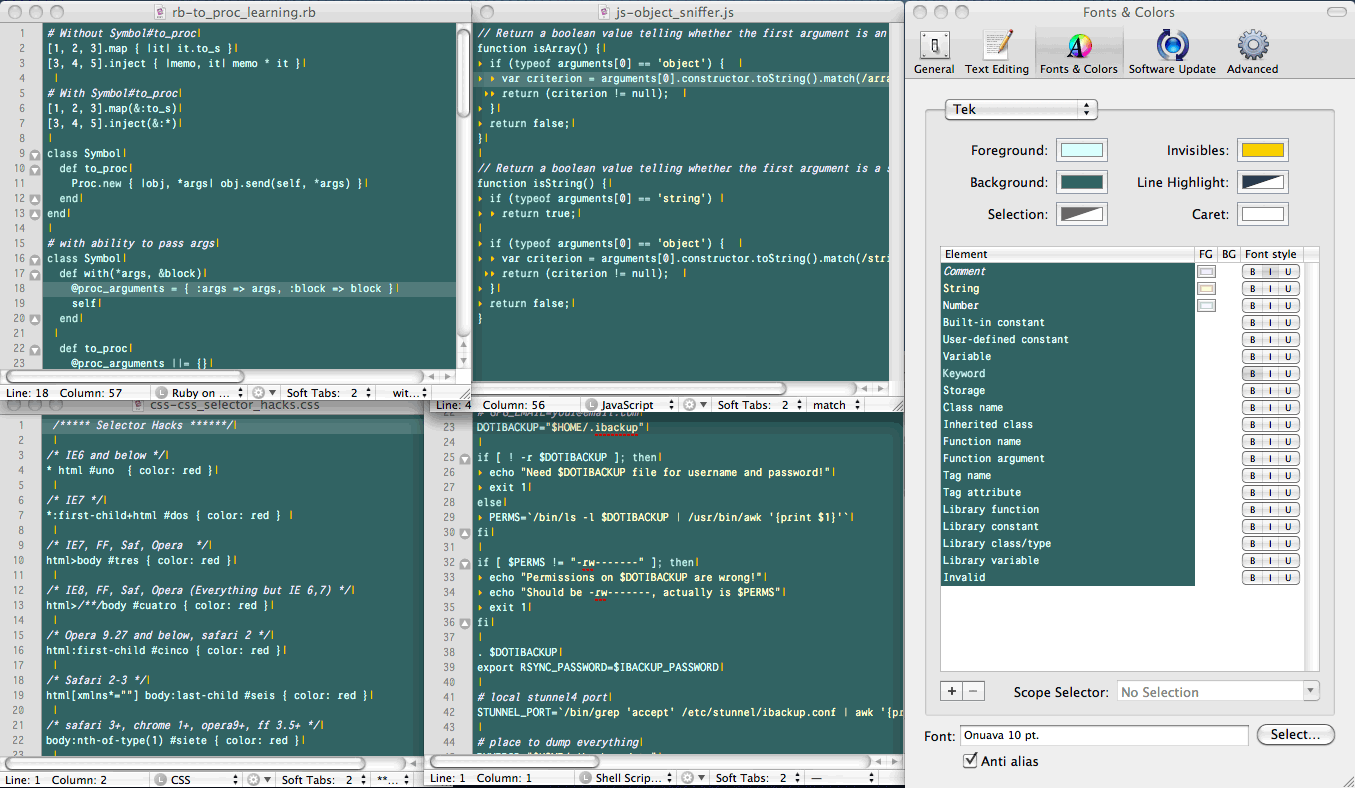 rb-to_proc_learning.rb
1 # Without Symbol#to_proc
2 [1, 2, 3].map { |it| it.to_s }
3 [3, 4, 5].inject { |memo, it| memo * it }
4
5 # With Symbol#to_proc
6 [1, 2, 3].map(&:to_s)
7 [3, 4, 5].inject(&:*)
8
9 class Symbol
10 def to_proc
11 Proc.new { |obj, *args| obj.send(self, *args) }
12 end
13 end
14
15 # with ability to pass args
16 class Symbol
17 def with(*args, &block)
18 @proc_arguments = { :args => args, :block => block }
19 self
20 end
21
22 def to_proc
23 @proc_arguments ||= {}
Line: 18 Column: 57 L Ruby on ... Soft Tabs: 2 wit...
js-object_sniffer.js
// Return a boolean value telling whether the first argument is an
function isArray() {
if (typeof arguments[0] == 'object') {
var criterion = arguments[0].constructor.toString().match(/arra
return (criterion != null);
}
return false;
}

// Return a boolean value telling whether the first argument is a s
function isString() {
if (typeof arguments[0] == 'string')
return true;

if (typeof arguments[0] == 'object') {
var criterion = arguments[0].constructor.toString().match(/stri
return (criterion != null);
}
return false;
}
Line: 4 Column: 56 L JavaScript Soft Tabs: 2 match
css-css_selector_hacks.css
1 /***** Selector Hacks ******/
2
3 /* IE6 and below */
4 * html #uno { color: red }
5
6 /* IE7 */
7 *:first-child+html #dos { color: red }
8
9 /* IE7, FF, Saf, Opera */
10 html>body #tres { color: red }
11
12 /* IE8, FF, Saf, Opera (Everything but IE 6,7) */
13 html>/**/body #cuatro { color: red }
14
15 /* Opera 9.27 and below, safari 2 */
16 html:first-child #cinco { color: red }
17
18 /* Safari 2-3 */
19 html[xmlns*=""] body:last-child #seis { color: red }
20
21 /* safari 3+, chrome 1+, opera9+, ff 3.5+ */
22 body:nth-of-type(1) #siete { color: red }
23
Line: 1 Column: 2 L CSS Soft Tabs: 2 **...
22
23 DOTIBACKUP="$HOME/.ibackup"
24
25 if [ ! -r $DOTIBACKUP ]; then
26 echo "Need $DOTIBACKUP file for username and password!"
27 exit 1
28 else
29 PERMS=`/bin/ls -l $DOTIBACKUP | /usr/bin/awk '{print $1}'`
30 fi
31
32 if [ $PERMS != "-rw-------" ]; then
33 echo "Permissions on $DOTIBACKUP are wrong!"
34 echo "Should be -rw-------, actually is $PERMS"
35 exit 1
36 fi
37
38 . $DOTIBACKUP
39 export RSYNC_PASSWORD=$IBACKUP_PASSWORD
40
41 # local stunnel4 port
42 STUNNEL_PORT=`/bin/grep 'accept' /etc/stunnel/ibackup.conf | awk '{pr
43
44 # place to dump everything
Line: 1 Column: 1 L Shell Scrip... Soft Tabs: 2 —
Fonts & Colors
General Text Editing Fonts & Colors Software Update Advanced
Tek
Foreground: Invisibles:
Background: Line Highlight:
Selection: Caret:
Element FG BG Font style
Comment B I U
String B I U
Number B I U
Built-in constant B I U
User-defined constant B I U
Variable B I U
Keyword B I U
Storage B I U
Class name B I U
Inherited class B I U
Function name B I U
Function argument B I U
Tag name B I U
Tag attribute B I U
Library function B I U
Library constant B I U
Library class/type B I U
Library variable B I U
Invalid B I U
+ − Scope Selector: No Selection
Font: Onuava 10 pt. Select...
Anti alias